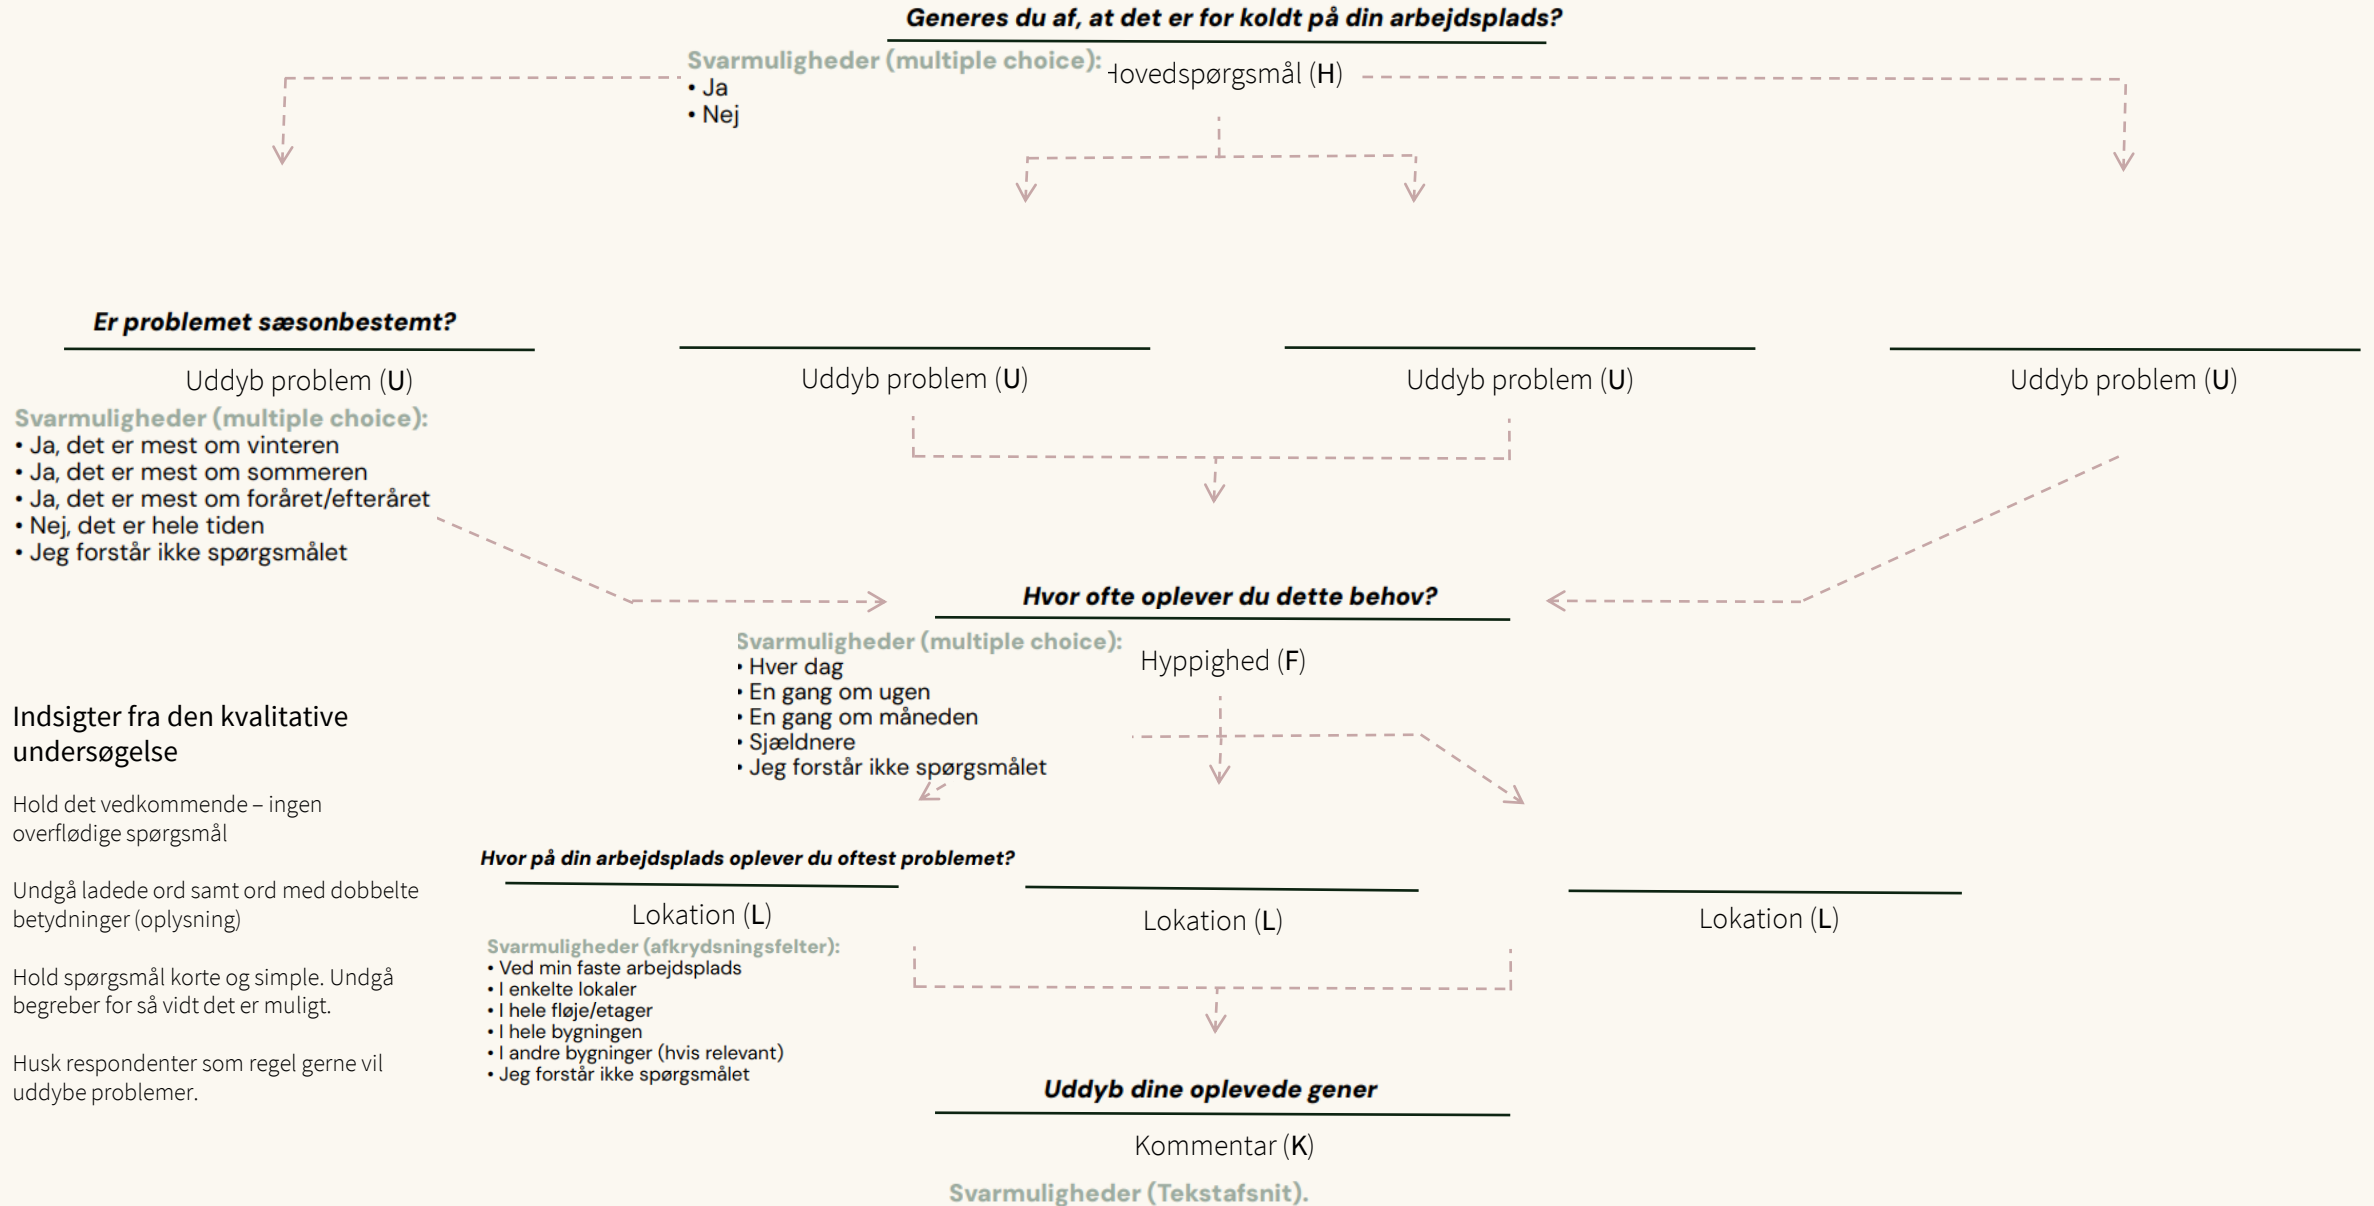 Generes du af, at det er for koldt på din arbejdsplads?
Svarmuligheder (multiple choice):
• Ja
• Nej
Hovedspørgsmål (H)
Er problemet sæsonbestemt?
Uddyb problem (U)
Svarmuligheder (multiple choice):
• Ja, det er mest om vinteren
• Ja, det er mest om sommeren
• Ja, det er mest om foråret/efteråret
• Nej, det er hele tiden
• Jeg forstår ikke spørgsmålet
Uddyb problem (U)
Uddyb problem (U)
Uddyb problem (U)
Hvor ofte oplever du dette behov?
Svarmuligheder (multiple choice):
• Hver dag
• En gang om ugen
• En gang om måneden
• Sjældnere
• Jeg forstår ikke spørgsmålet
Hyppighed (F)
Indsigter fra den kvalitative
undersøgelse
Hold det vedkommende – ingen
overflødige spørgsmål
Undgå ladede ord samt ord med dobbelte
betydninger (oplysning)
Hold spørgsmål korte og simple. Undgå
begreber for så vidt det er muligt.
Husk respondenter som regel gerne vil
uddybe problemer.
Hvor på din arbejdsplads oplever du oftest problemet?
Lokation (L)
Svarmuligheder (afkrydsningsfelter):
• Ved min faste arbejdsplads
• I enkelte lokaler
• I hele fløje/etager
• I hele bygningen
• I andre bygninger (hvis relevant)
• Jeg forstår ikke spørgsmålet
Lokation (L)
Lokation (L)
Uddyb dine oplevede gener
Kommentar (K)
Svarmuligheder (Tekstafsnit).